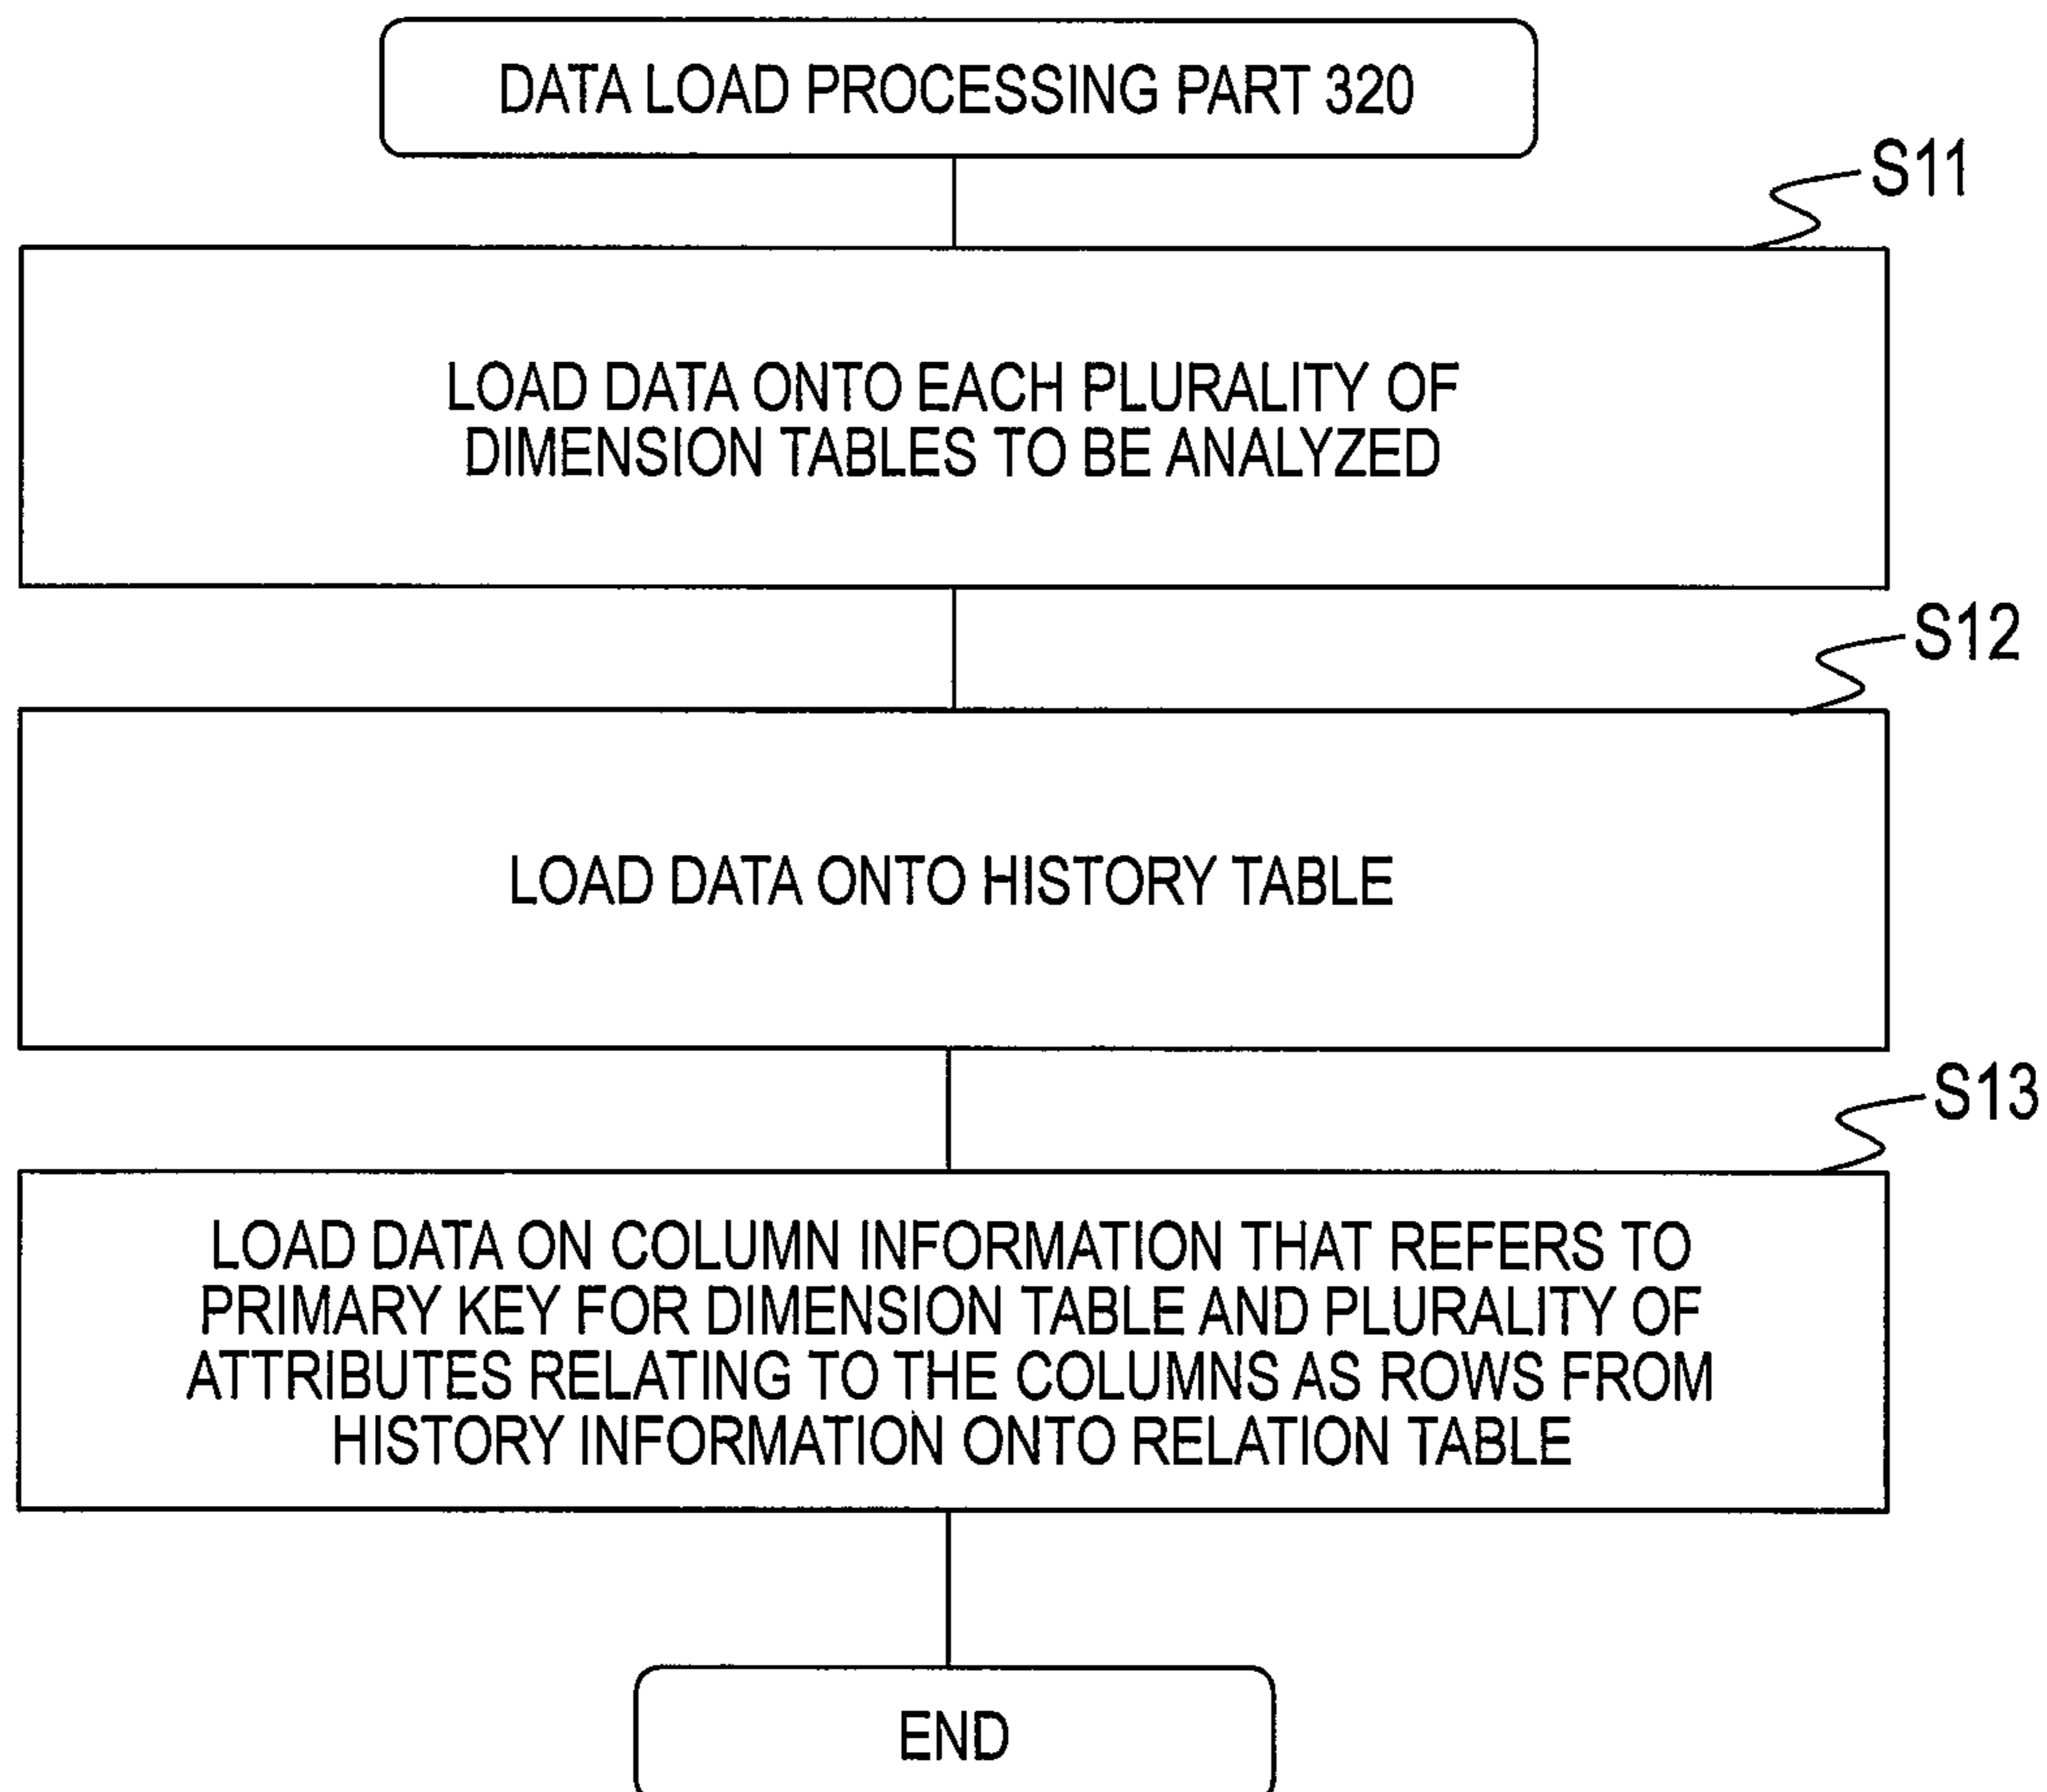 DATA LOAD PROCESSING PART 320
S11
LOAD DATA ONTO EACH PLURALITY OF
DIMENSION TABLES TO BE ANALYZED
S12
LOAD DATA ONTO HISTORY TABLE
S13
LOAD DATA ON COLUMN INFORMATION THAT REFERS TO
PRIMARY KEY FOR DIMENSION TABLE AND PLURALITY OF
ATTRIBUTES RELATING TO THE COLUMNS AS ROWS FROM
HISTORY INFORMATION ONTO RELATION TABLE
END